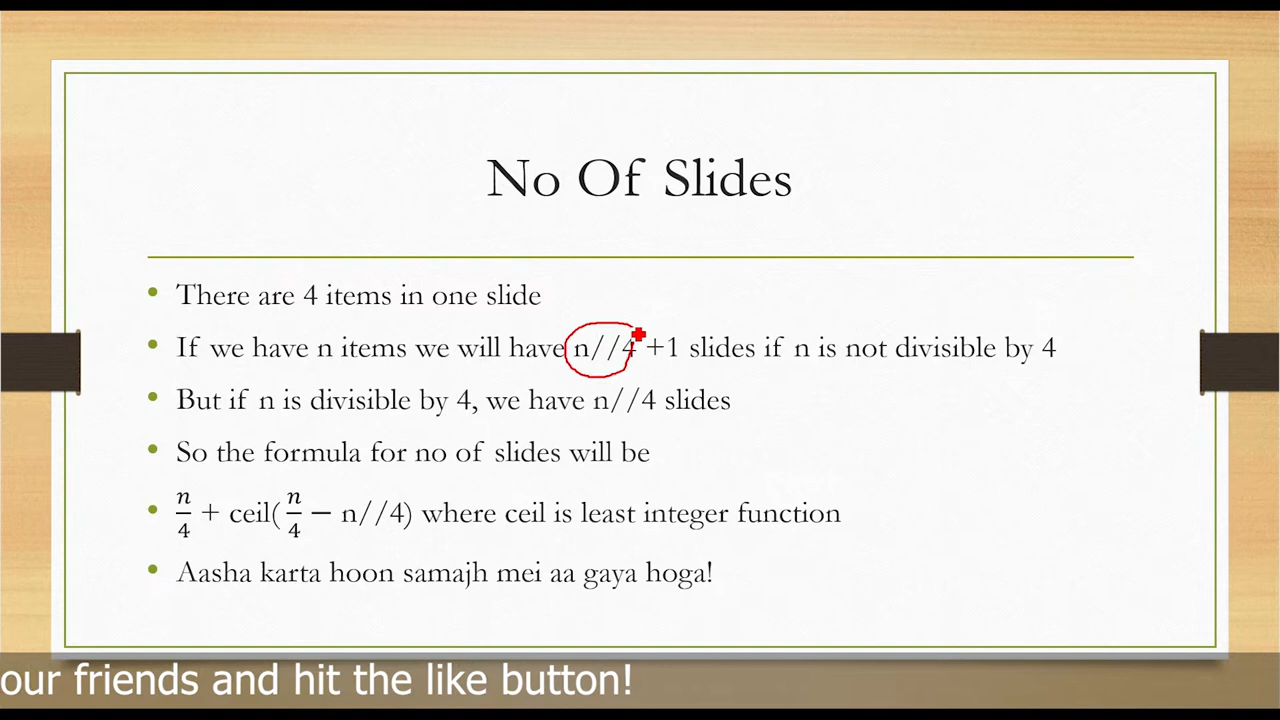 No Of Slides
• There are 4 items in one slide
• If we have n items we will have n//4 +1 slides if n is not divisible by 4
• But if n is divisible by 4, we have n//4 slides
• So the formula for no of slides will be
• n/4 + ceil(n/4 − n//4) where ceil is least integer function
• Aasha karta hoon samajh mei aa gaya hoga!
our friends and hit the like button!